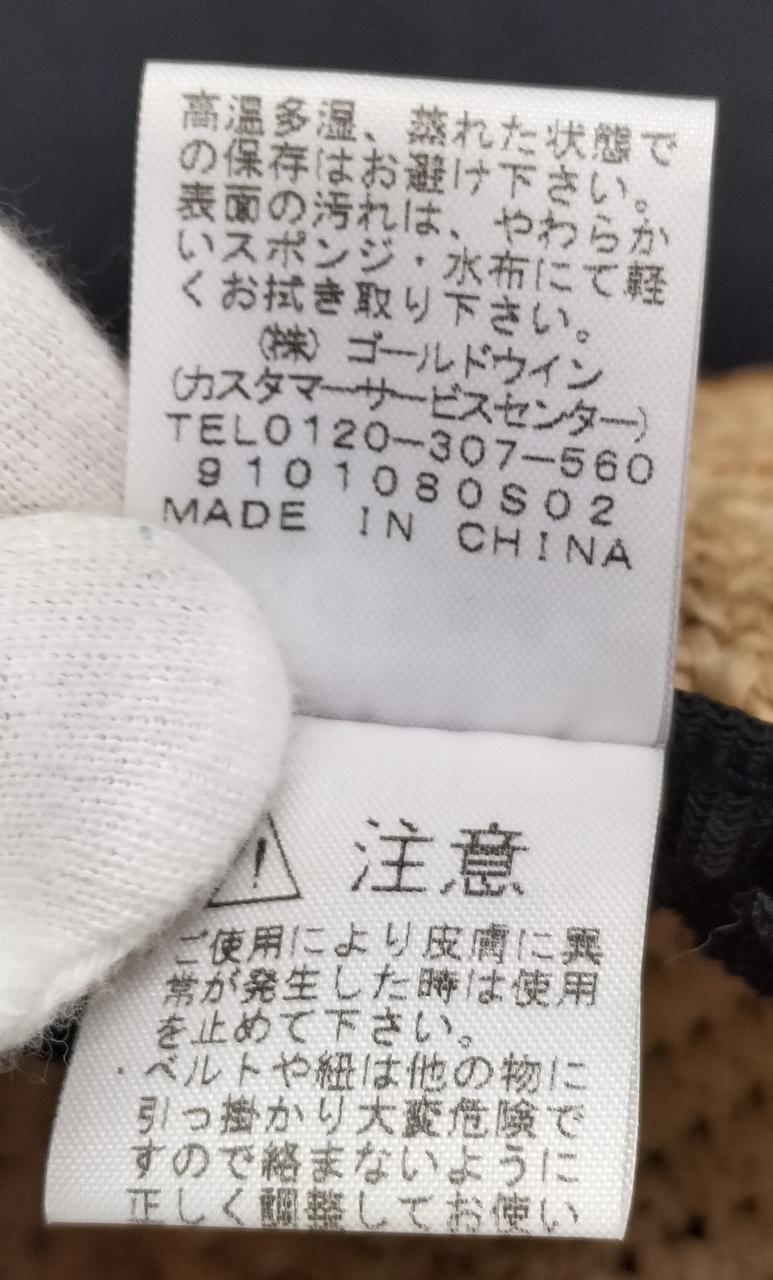 高温多湿、蒸れた状態で
の保存はお避け下さい。
表面の汚れは、やわらか
いスポンジ・水布にて軽
くお拭き取り下さい。
㈱ ゴールドウイン
(カスタマーサービスセンター)
TEL0120―307―560
9101080S02
MADE IN CHINA
注意
ご使用により皮膚に異
常が発生した時は使用
を止めて下さい。
・ベルトや紐は他の物に
引っ掛かり大変危険で
すので絡まないように
正しく調整してお使い